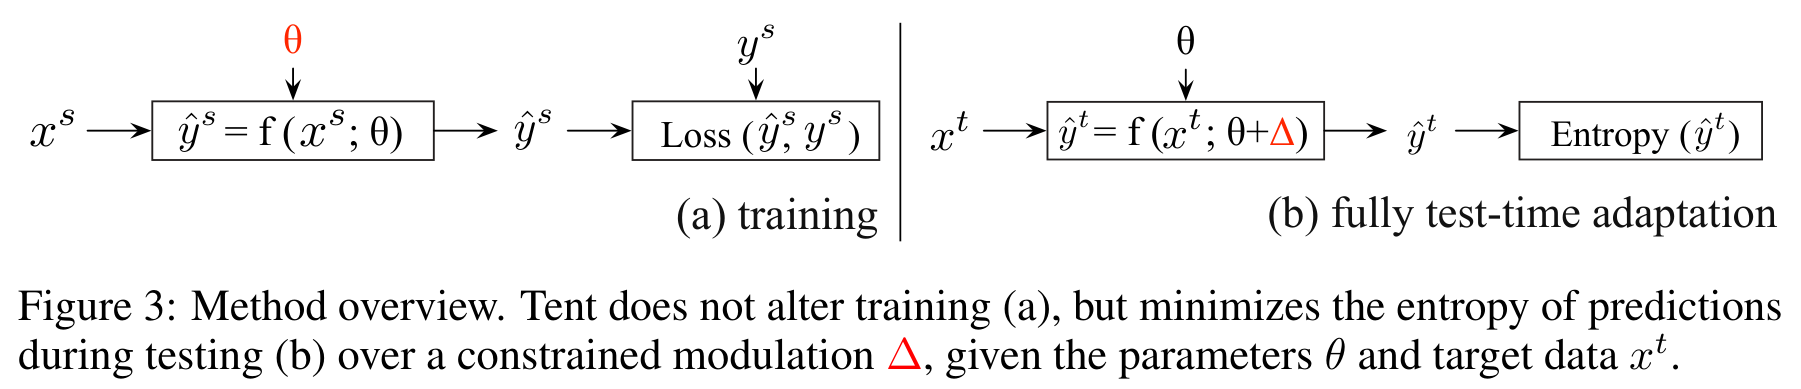 θ
y^s
θ
x^s
ŷ^s = f (x^s; θ)
ŷ^s
Loss (ŷ^s, y^s)
x^t
ŷ^t = f (x^t; θ+Δ)
ŷ^t
Entropy (ŷ^t)
(a) training
(b) fully test-time adaptation
Figure 3: Method overview. Tent does not alter training (a), but minimizes the entropy of predictions
during testing (b) over a constrained modulation Δ, given the parameters θ and target data x^t.